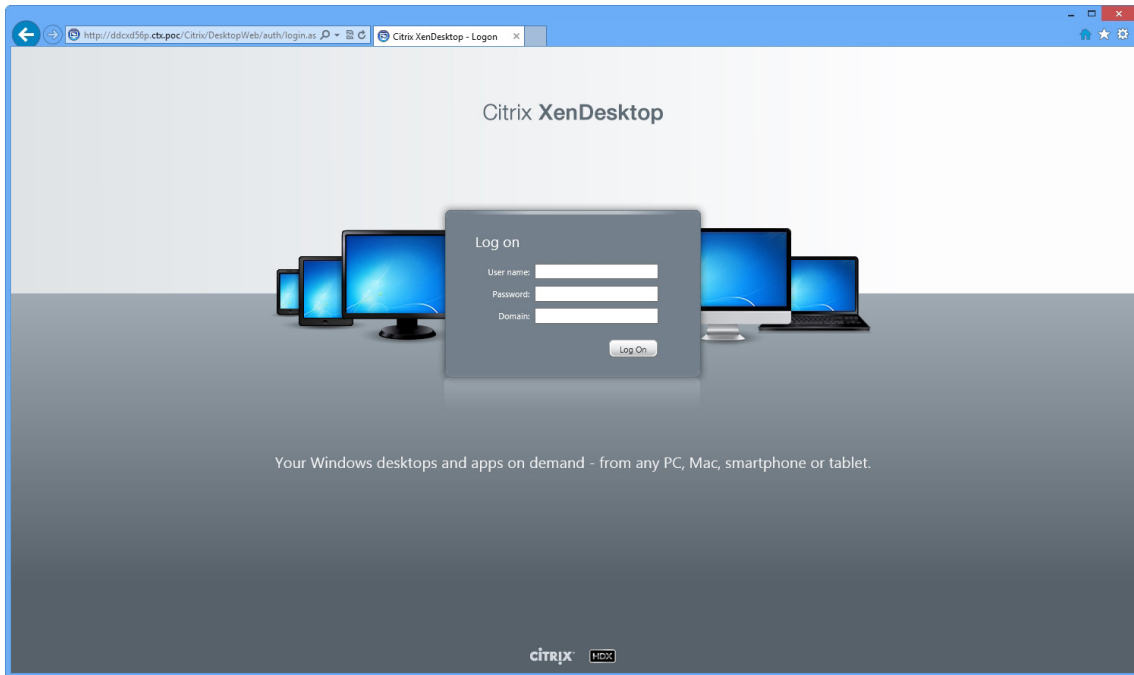 http://ddcxd56p.ctx.poc/Citrix/DesktopWeb/auth/login.as
Citrix XenDesktop - Logon
Citrix XenDesktop
Log on
User name:
Password:
Domain:
Log On
Your Windows desktops and apps on demand - from any PC, Mac, smartphone or tablet.
CITRIX HDX